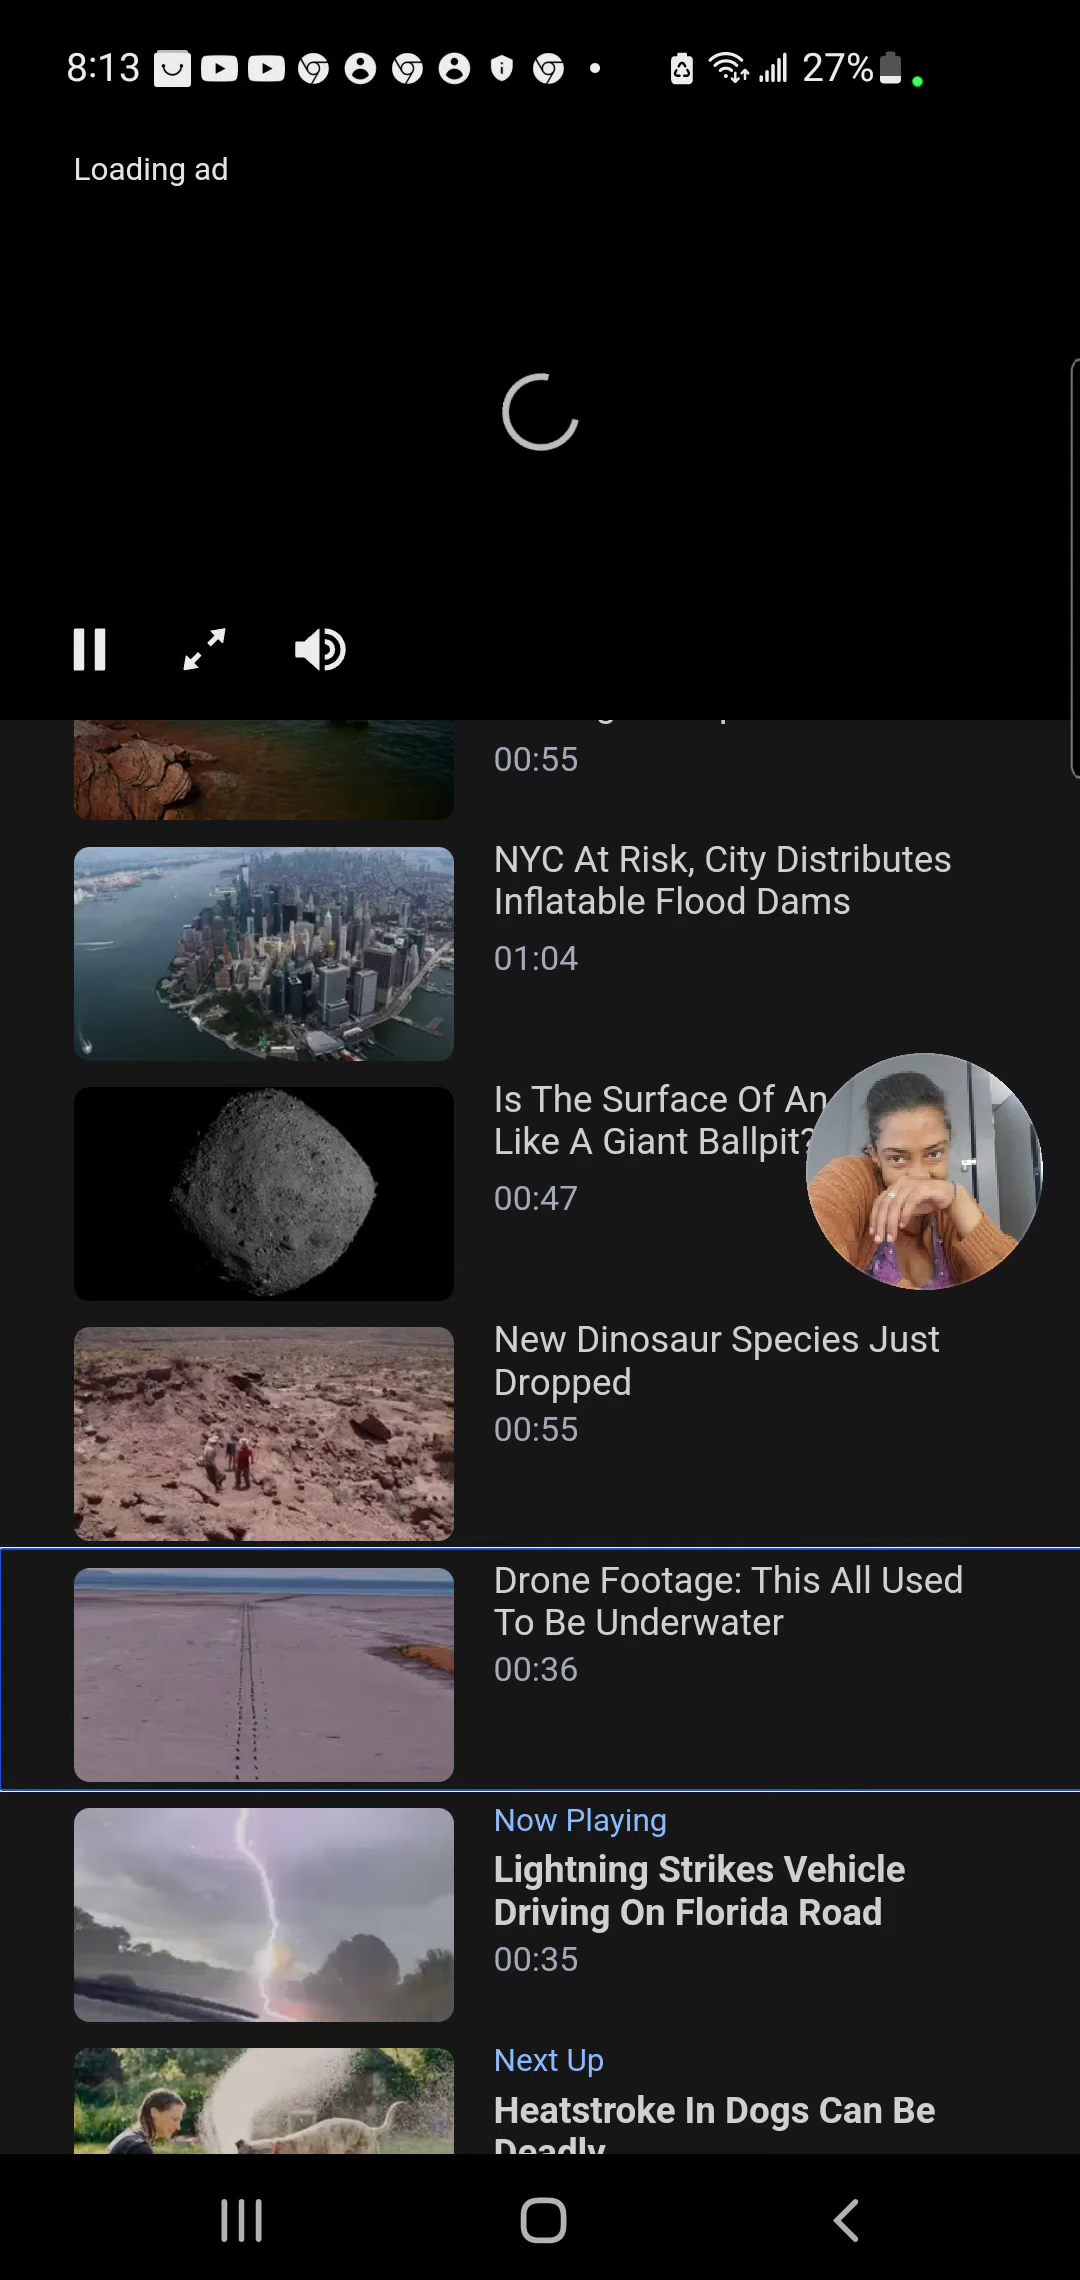 8:13
27%
Loading ad
00:55
NYC At Risk, City Distributes
Inflatable Flood Dams
01:04
Is The Surface Of An
Like A Giant Ballpit?
00:47
New Dinosaur Species Just
Dropped
00:55
Drone Footage: This All Used
To Be Underwater
00:36
Now Playing
Lightning Strikes Vehicle
Driving On Florida Road
00:35
Next Up
Heatstroke In Dogs Can Be
Deadly